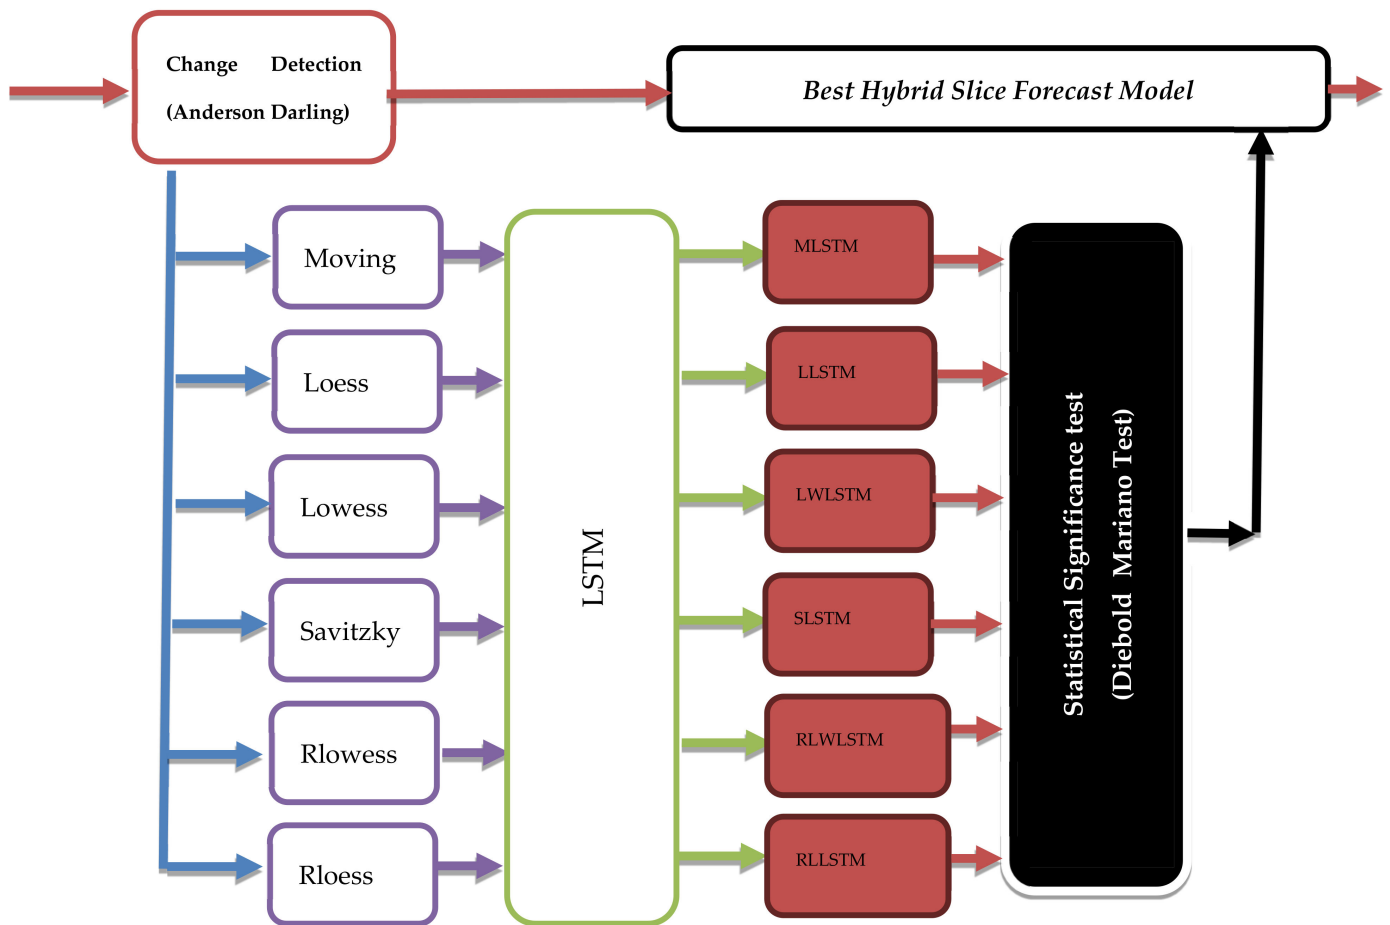 Change Detection
(Anderson Darling)
Best Hybrid Slice Forecast Model
Moving
Loess
Lowess
Savitzky
Rlowess
Rloess
LSTM
MLSTM
LLSTM
LWLSTM
SLSTM
RLWLSTM
RLLSTM
Statistical Significance test
(Diebold Mariano Test)